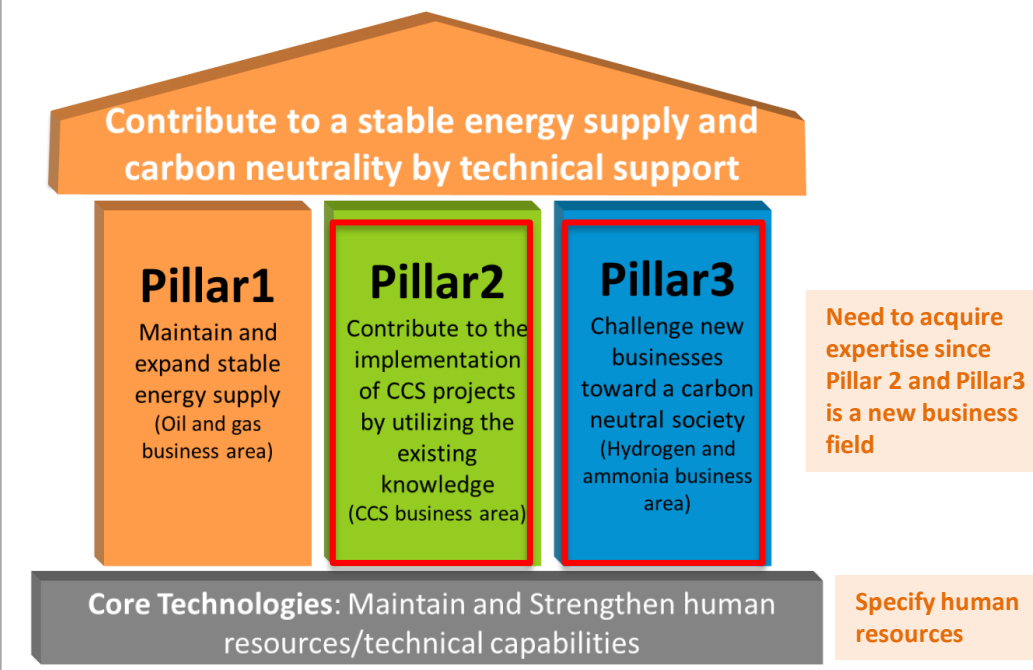 Contribute to a stable energy supply and
carbon neutrality by technical support
Pillar1
Maintain and
expand stable
energy supply
(Oil and gas
business area)
Pillar2
Contribute to the
implementation
of CCS projects
by utilizing the
existing
knowledge
(CCS business area)
Pillar3
Challenge new
businesses
toward a carbon
neutral society
(Hydrogen and
ammonia business
area)
Need to acquire
expertise since
Pillar 2 and Pillar3
is a new business
field
Core Technologies: Maintain and Strengthen human
resources/technical capabilities
Specify human
resources